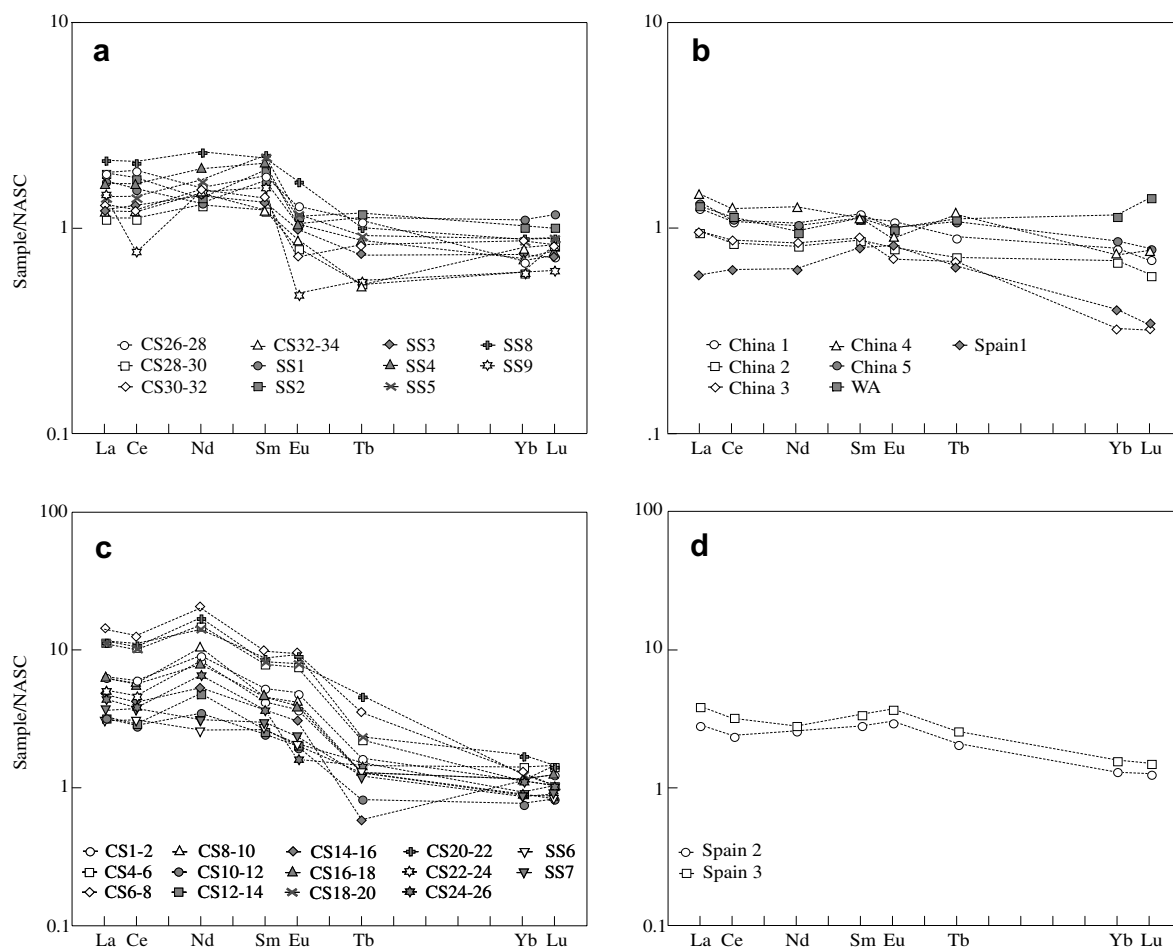 10 10
a b
Sample/NASC
1 1
CS26-28 CS32-34 SS3 SS8
CS28-30 SS1 SS4 SS9
CS30-32 SS2 SS5
China 1 China 4 Spain1
China 2 China 5
China 3 WA
0.1 .1
La Ce Nd Sm Eu Tb Yb Lu
La Ce Nd Sm Eu Tb Yb Lu
100 100
c d
10 10
Sample/NASC
1 1
CS1-2 CS8-10 CS14-16 CS20-22 SS6
CS4-6 CS10-12 CS16-18 CS22-24 SS7
CS6-8 CS12-14 CS18-20 CS24-26
Spain 2
Spain 3
0.1 0.1
La Ce Nd Sm Eu Tb Yb Lu
La Ce Nd Sm Eu Tb Yb Lu